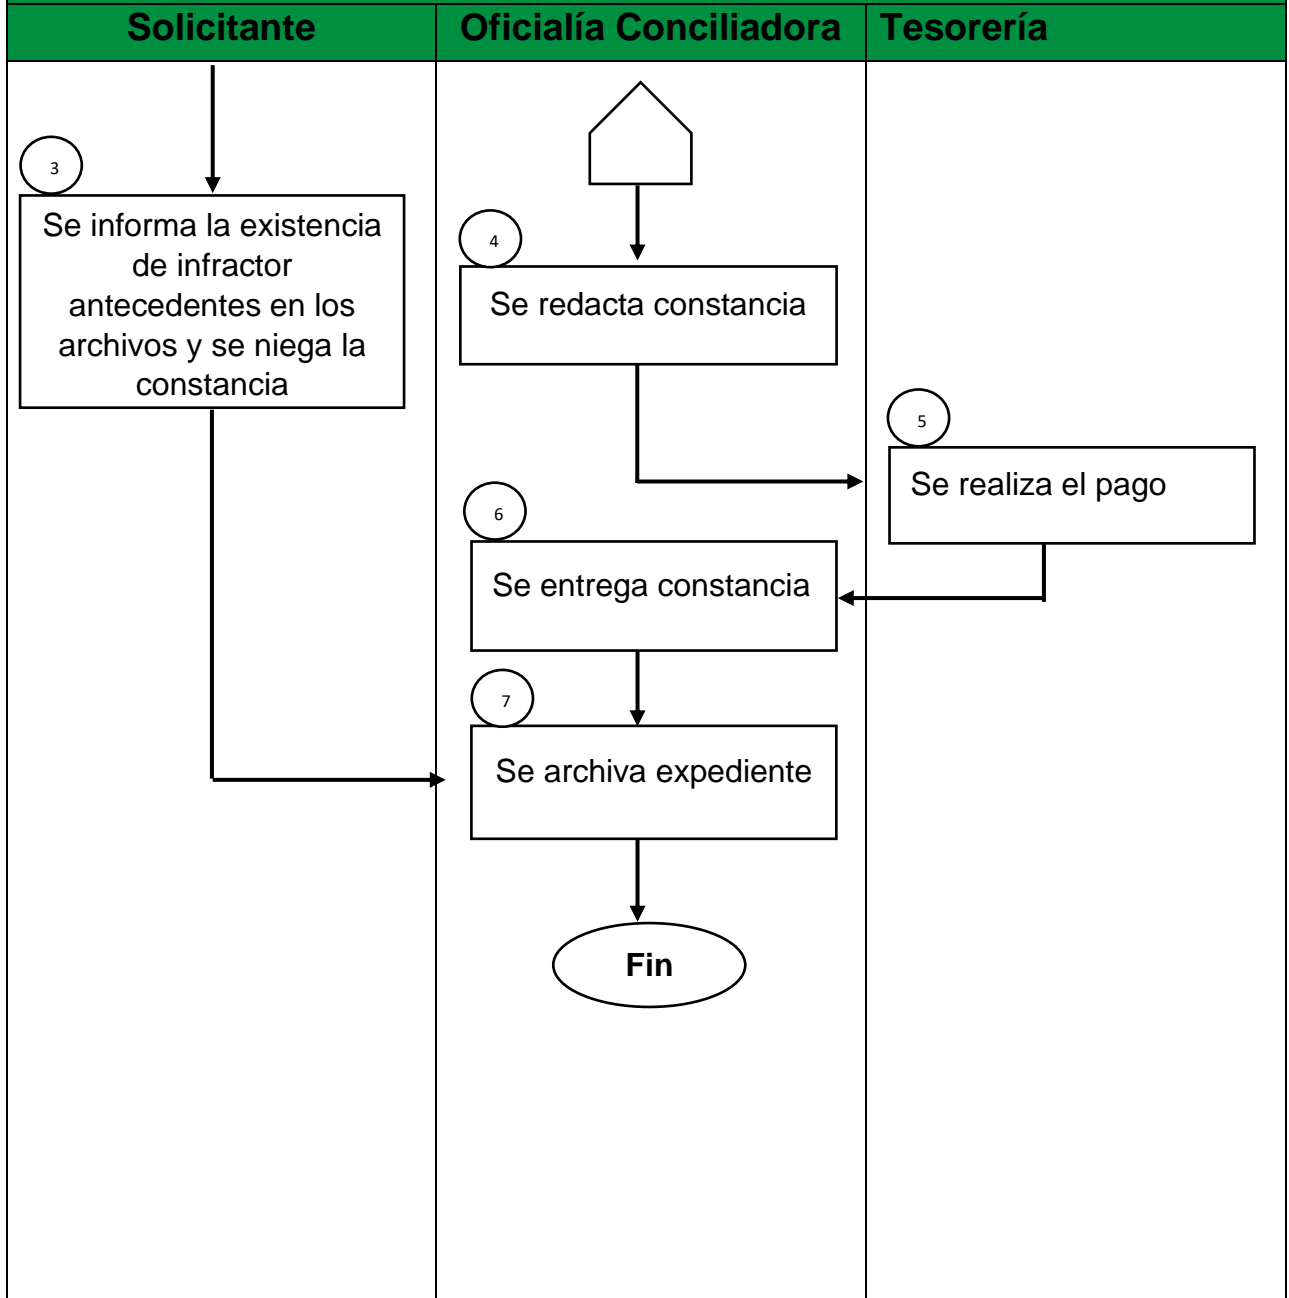 Solicitante
Oficialía Conciliadora
Tesorería
3
Se informa la existencia
de infractor
antecedentes en los
archivos y se niega la
constancia
4
Se redacta constancia
5
Se realiza el pago
6
Se entrega constancia
7
Se archiva expediente
Fin